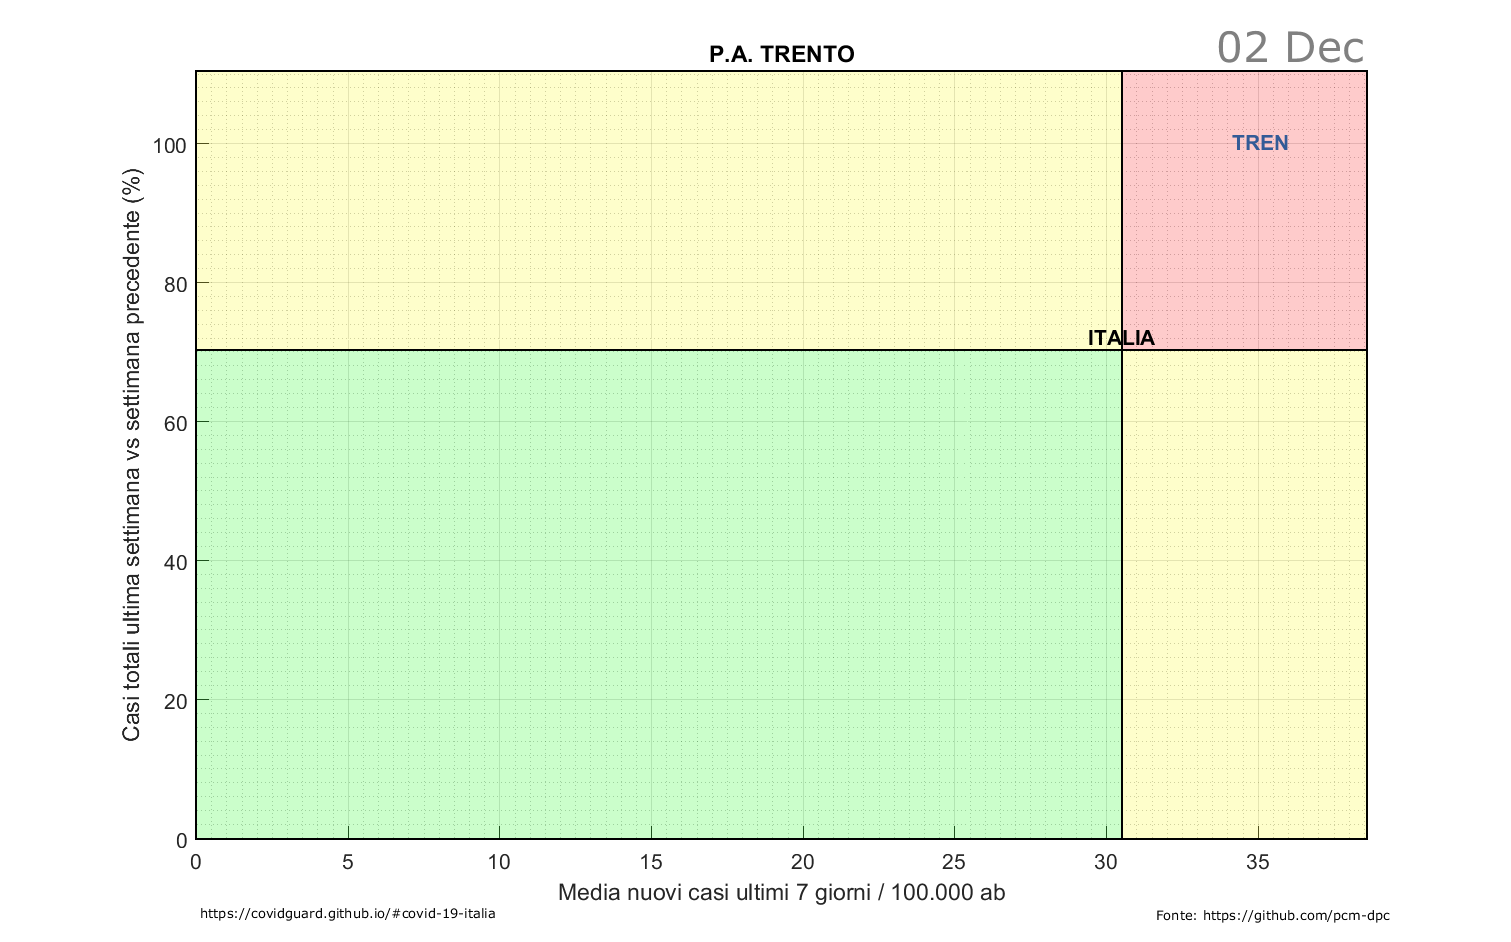 P.A. TRENTO
02 Dec
Casi totali ultima settimana vs settimana precedente (%)
100
80
60
40
20
0
TREN
ITALIA
0 5 10 15 20 25 30 35
Media nuovi casi ultimi 7 giorni / 100.000 ab
https://covidguard.github.io/#covid-19-italia
Fonte: https://github.com/pcm-dpc